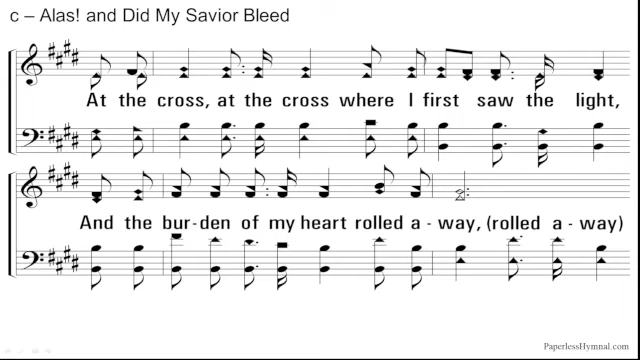 c – Alas! and Did My Savior Bleed
At the cross, at the cross where I first saw the light,
And the bur-den of my heart rolled a - way, (rolled a - way)
PaperlessHymnal.com